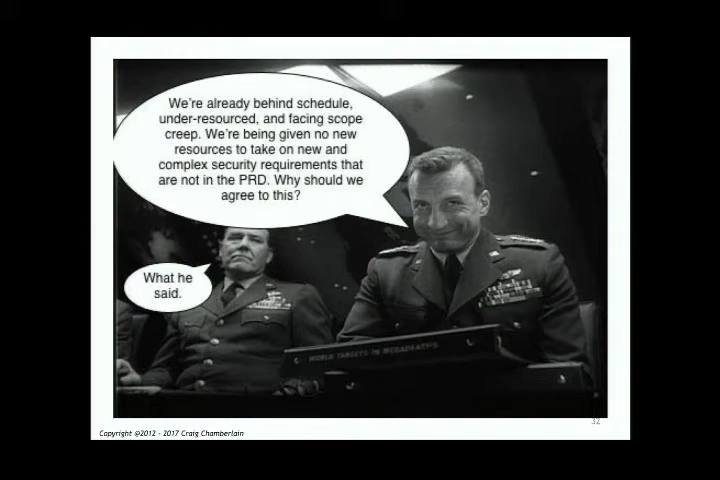 We're already behind schedule,
under-resourced, and facing scope
creep. We're being given no new
resources to take on new and
complex security requirements that
are not in the PRD. Why should we
agree to this?
What he
said.
WORLD TARGETS IN MEGADEATHS
32
Copyright @2012 - 2017 Craig Chamberlain